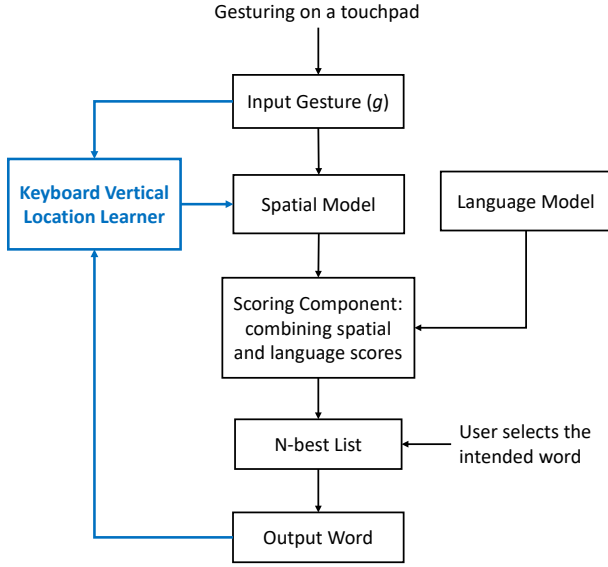 Gesturing on a touchpad
Input Gesture (g)
Keyboard Vertical
Location Learner
Spatial Model
Language Model
Scoring Component:
combining spatial
and language scores
N-best List
User selects the
intended word
Output Word